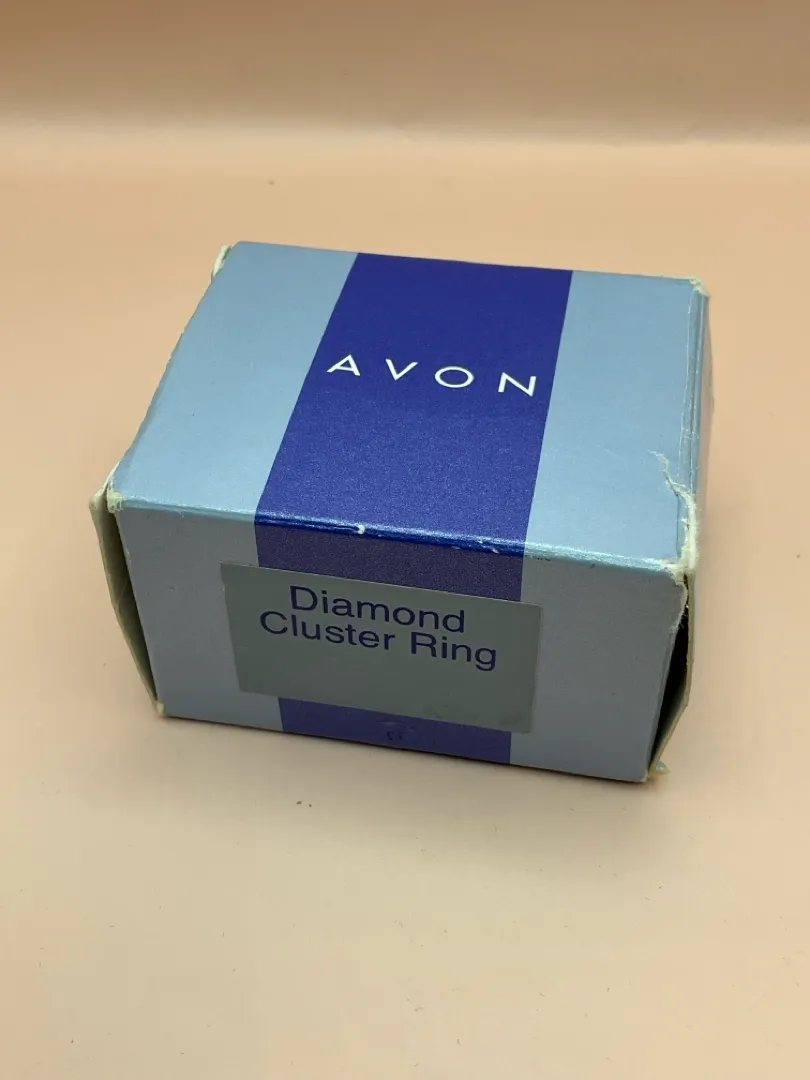 AVON
Diamond
Cluster Ring